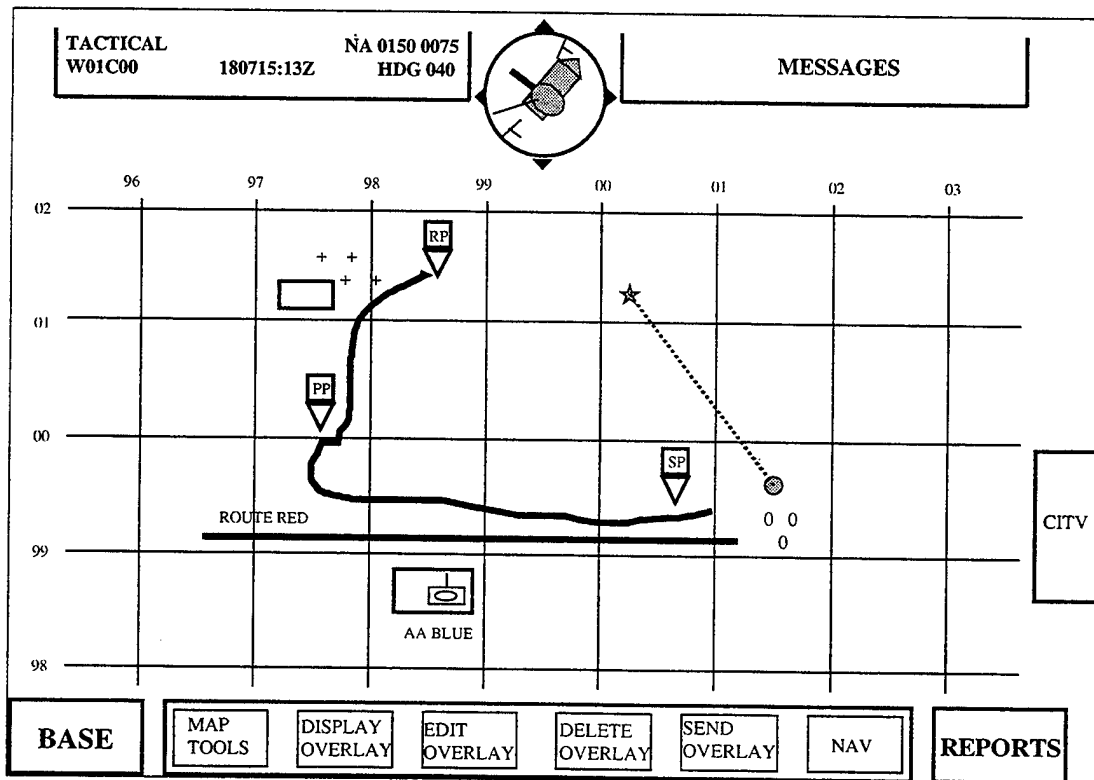 TACTICAL NA 0150 0075
W01C00 180715:13Z HDG 040
MESSAGES
96 97 98 99 00 01 02 03
02
RP
01
PP
00
SP
CITV
ROUTE RED
0 0
0
99
AA BLUE
98
BASE
MAP
TOOLS
DISPLAY
OVERLAY
EDIT
OVERLAY
DELETE
OVERLAY
SEND
OVERLAY
NAV
REPORTS